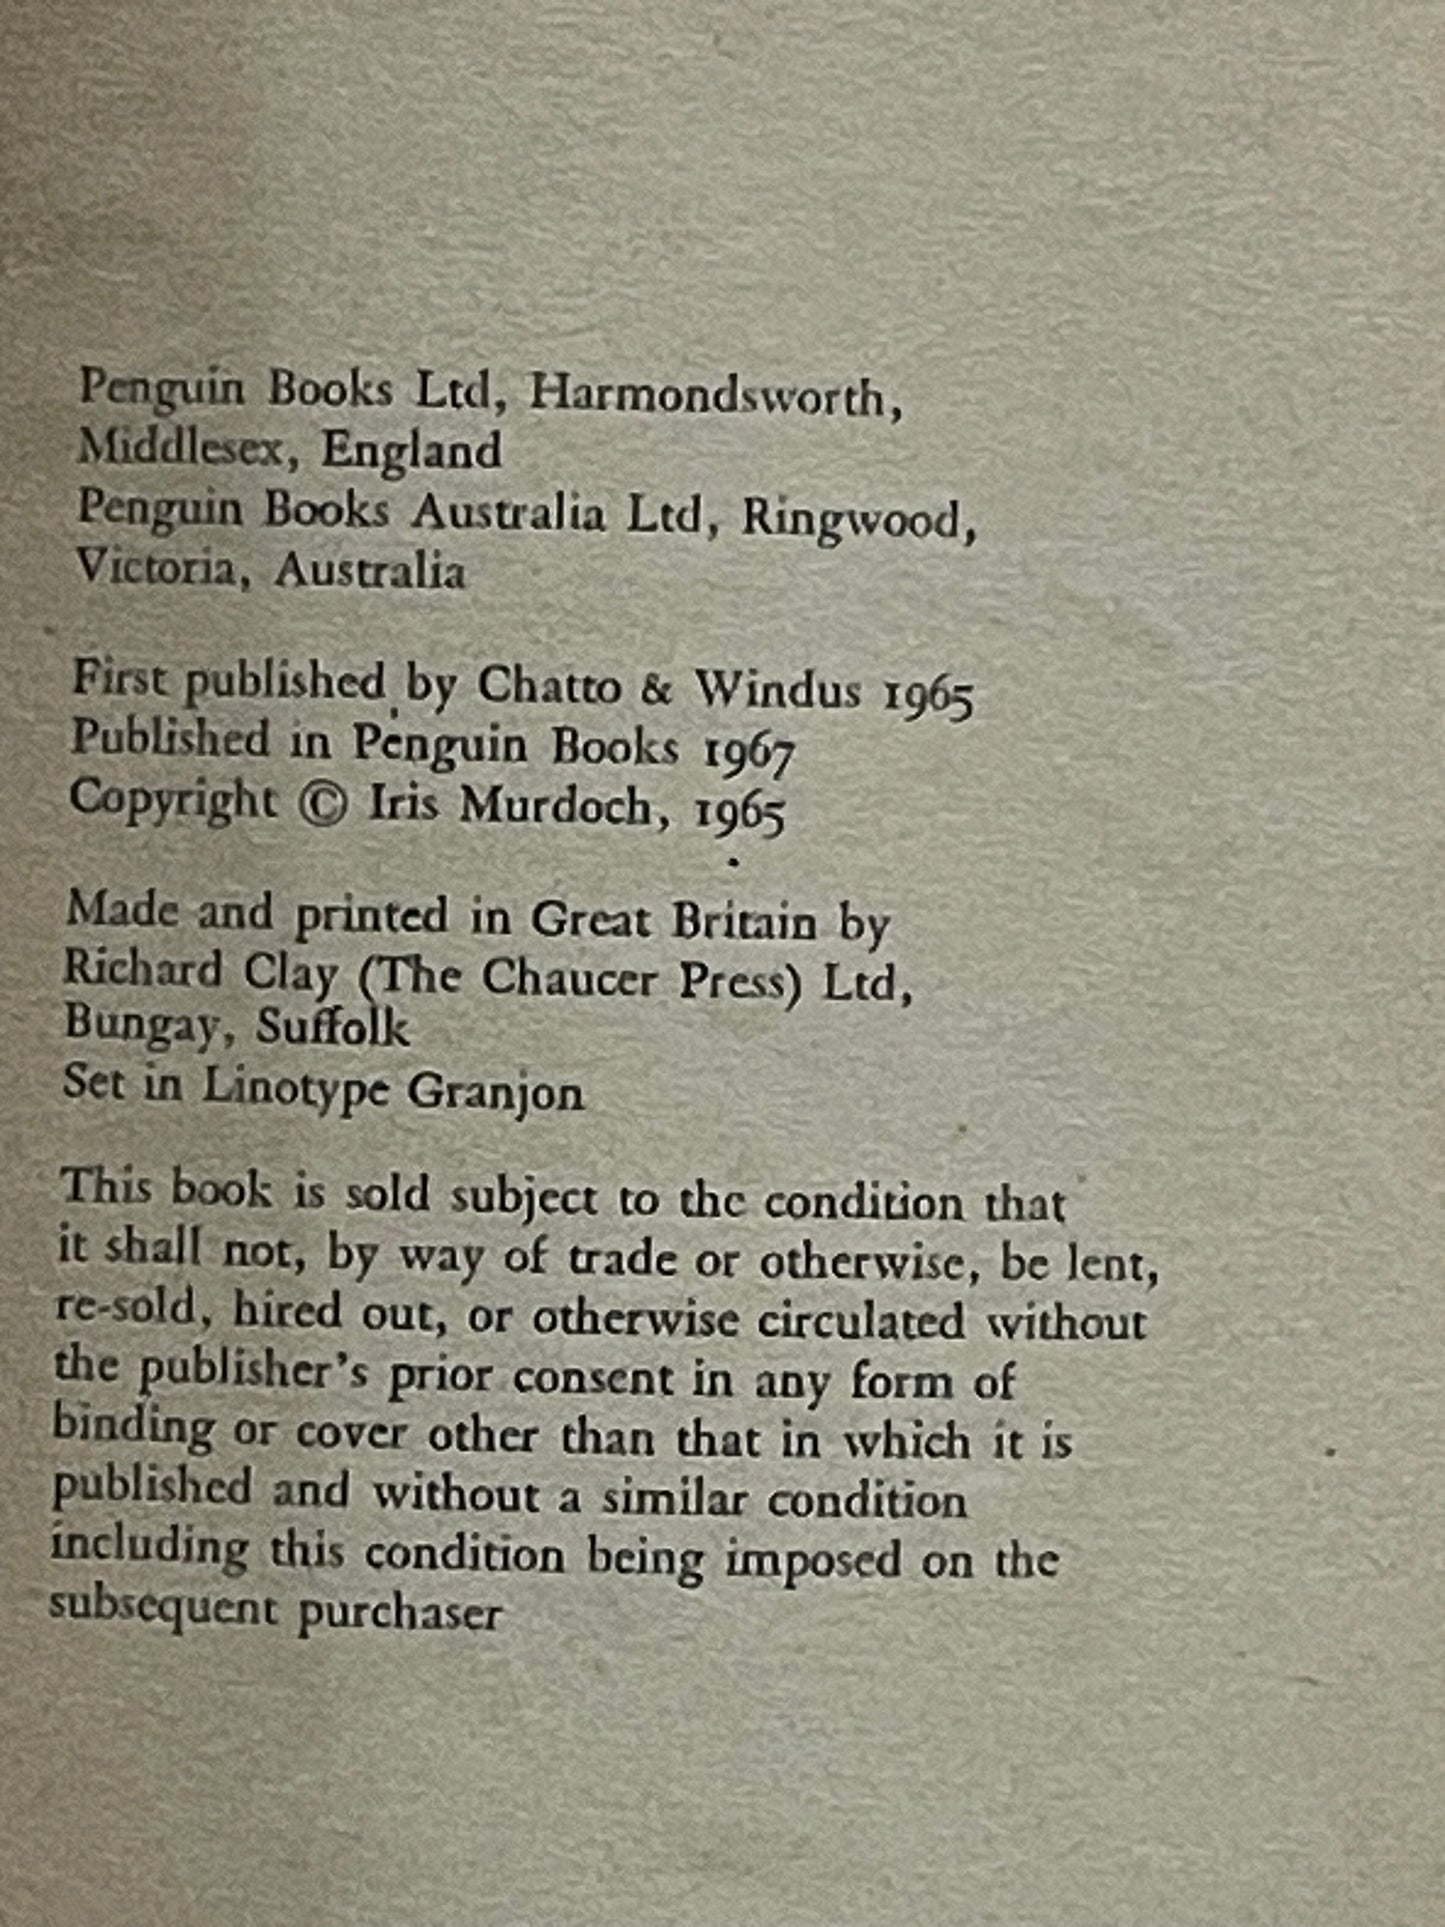 Penguin Books Ltd, Harmondsworth,
Middlesex, England
Penguin Books Australia Ltd, Ringwood,
Victoria, Australia
First published by Chatto & Windus 1965
Published in Penguin Books 1967
Copyright © Iris Murdoch, 1965
Made and printed in Great Britain by
Richard Clay (The Chaucer Press) Ltd,
Bungay, Suffolk
Set in Linotype Granjon
This book is sold subject to the condition that
it shall not, by way of trade or otherwise, be lent,
re-sold, hired out, or otherwise circulated without
the publisher's prior consent in any form of
binding or cover other than that in which it is
published and without a similar condition
including this condition being imposed on the
subsequent purchaser